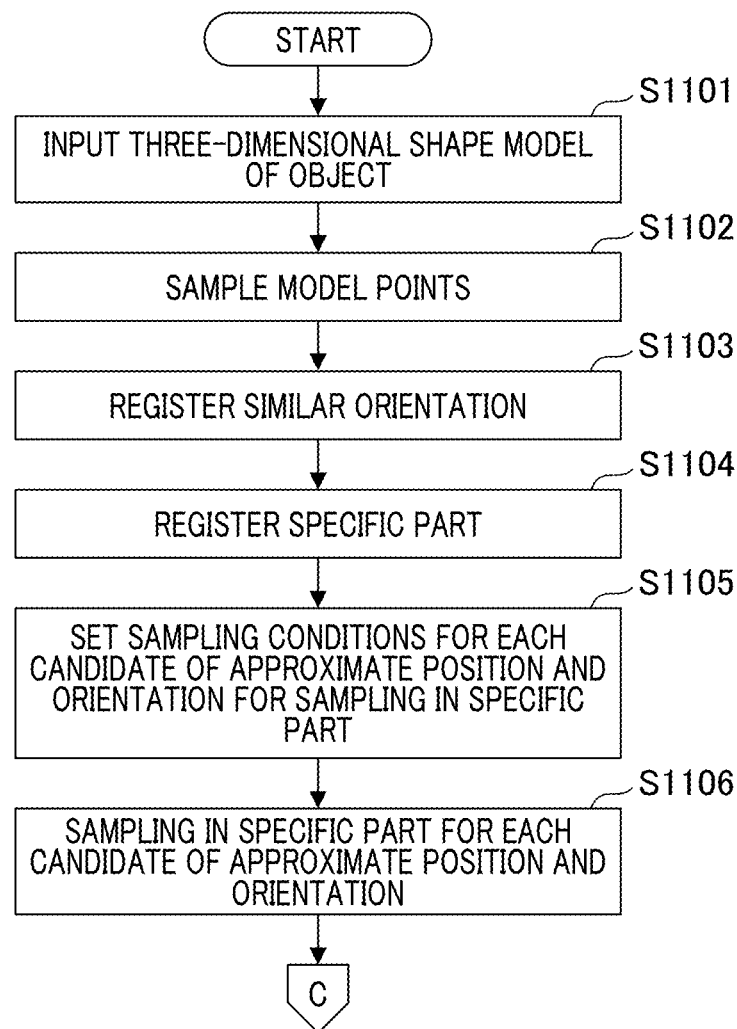 START
S1101
INPUT THREE-DIMENSIONAL SHAPE MODEL
OF OBJECT
S1102
SAMPLE MODEL POINTS
S1103
REGISTER SIMILAR ORIENTATION
S1104
REGISTER SPECIFIC PART
S1105
SET SAMPLING CONDITIONS FOR EACH
CANDIDATE OF APPROXIMATE POSITION AND
ORIENTATION FOR SAMPLING IN SPECIFIC
PART
S1106
SAMPLING IN SPECIFIC PART FOR EACH
CANDIDATE OF APPROXIMATE POSITION AND
ORIENTATION
C